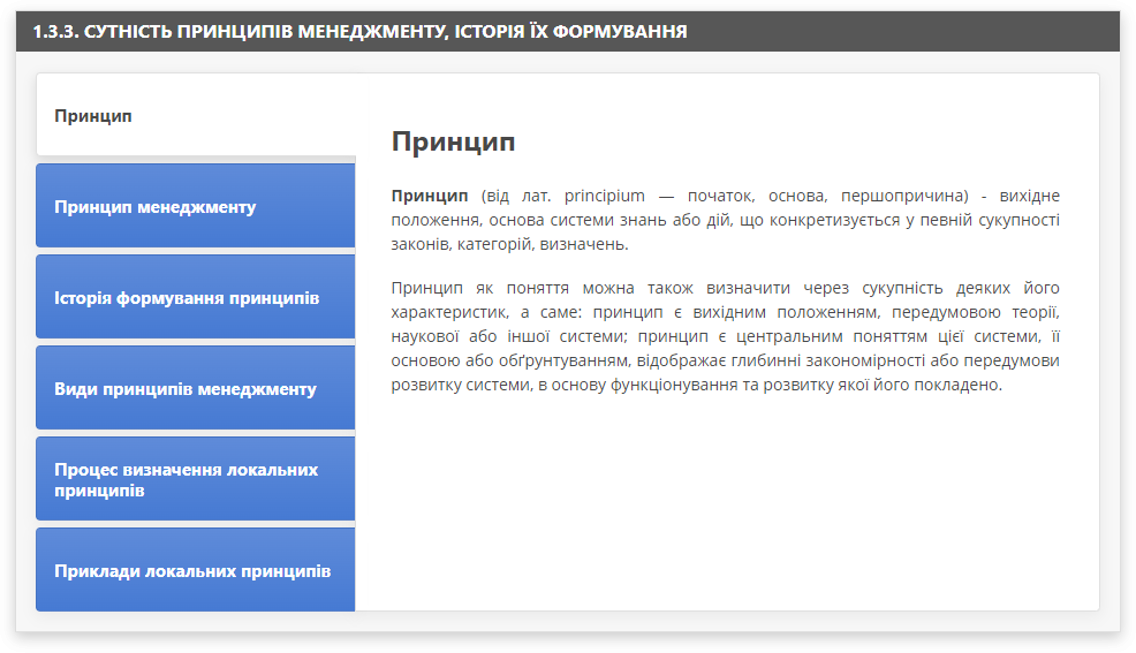 1.3.3. СУТНІСТЬ ПРИНЦИПІВ МЕНЕДЖМЕНТУ, ІСТОРІЯ ЇХ ФОРМУВАННЯ
Принцип
Принцип менеджменту
Історія формування принципів
Види принципів менеджменту
Процес визначення локальних
принципів
Приклади локальних принципів
Принцип
Принцип (від лат. principium — початок, основа, першопричина) - вихідне
положення, основа системи знань або дій, що конкретизується у певній сукупності
законів, категорій, визначень.
Принцип як поняття можна також визначити через сукупність деяких його
характеристик, а саме: принцип є вихідним положенням, передумовою теорії,
наукової або іншої системи; принцип є центральним поняттям цієї системи, її
основою або обґрунтуванням, відображає глибинні закономірності або передумови
розвитку системи, в основу функціонування та розвитку якої його покладено.